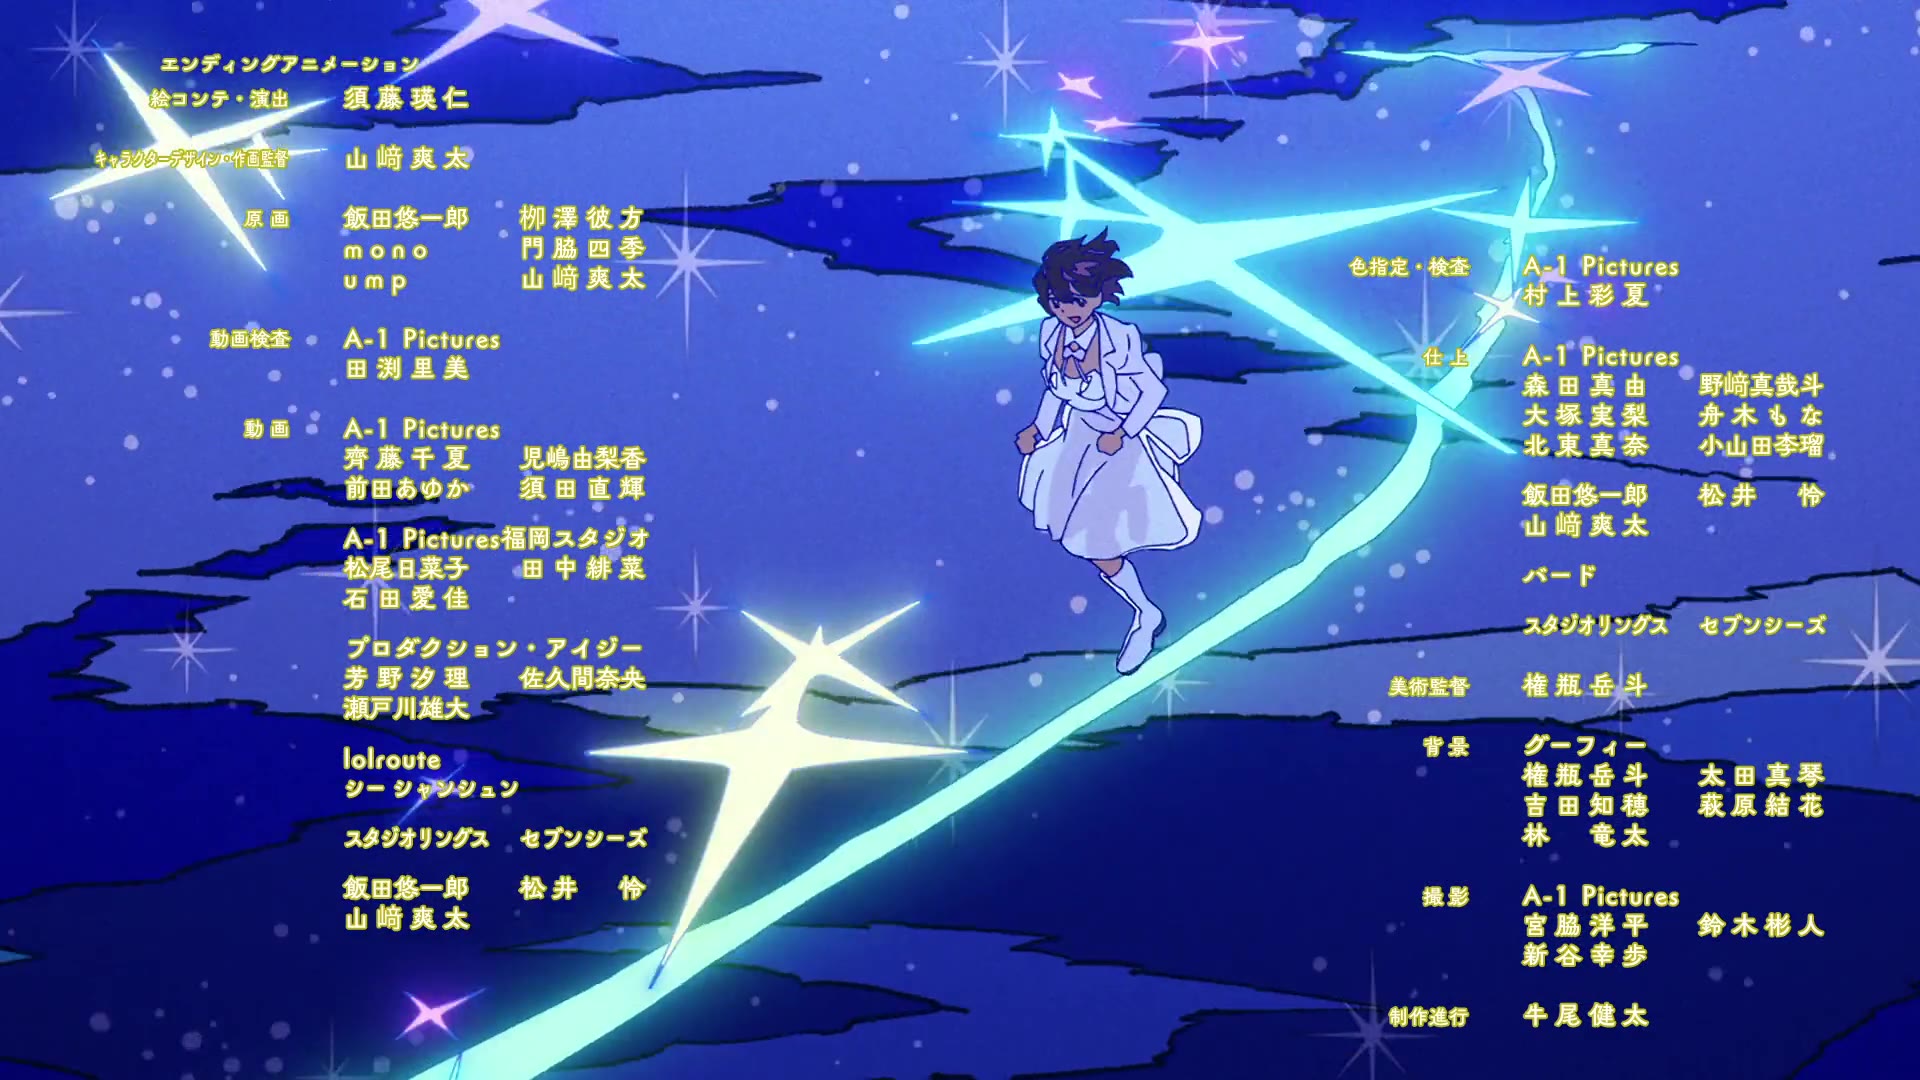 エンディングアニメーション
絵コンテ・演出 須藤瑛仁
キャラクターデザイン・作画監督 山﨑爽太
原画 飯田悠一郎 栁澤彼方
mono 門脇四季
ump 山﨑爽太
動画検査 A-1 Pictures
田渕里美
動画 A-1 Pictures
齊藤千夏 児嶋由梨香
前田あゆか 須田直輝
A-1 Pictures福岡スタジオ
松尾日菜子 田中緋菜
石田愛佳
プロダクション・アイジー
芳野汐理 佐久間奈央
瀬戸川雄大
lolroute
シー シャンシュン
スタジオリングス セブンシーズ
飯田悠一郎 松井 怜
山﨑爽太
色指定・検査 A-1 Pictures
村上彩夏
仕上 A-1 Pictures
森田真由 野﨑真哉斗
大塚実梨 舟木もな
北東真奈 小山田李瑠
飯田悠一郎 松井 怜
山﨑爽太
バード
スタジオリングス セブンシーズ
美術監督 権瓶岳斗
背景 グーフィー
権瓶岳斗 太田真琴
吉田知穂 萩原結花
林 竜太
撮影 A-1 Pictures
宮脇洋平 鈴木彬人
新谷幸歩
制作進行 牛尾健太